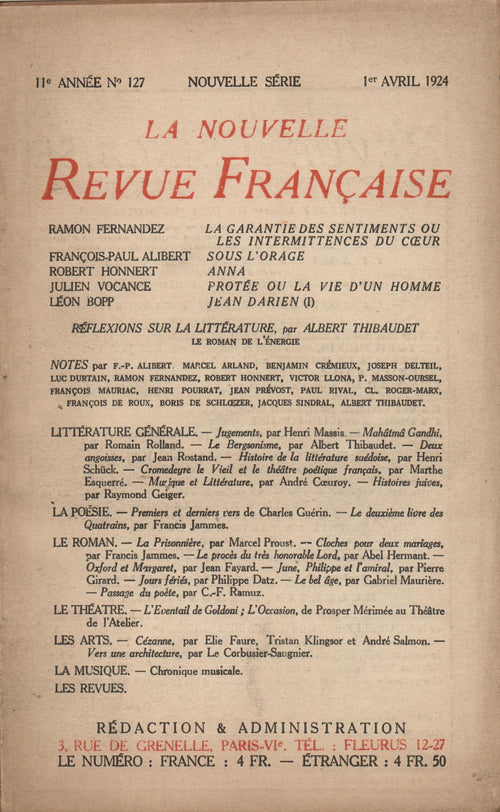 11e ANNÉE No 127 NOUVELLE SÉRIE 1er AVRIL 1924
LA NOUVELLE
REVUE FRANÇAISE
RAMON FERNANDEZ LA GARANTIE DES SENTIMENTS OU
LES INTERMITTENCES DU CŒUR
FRANÇOIS-PAUL ALIBERT SOUS L'ORAGE
ROBERT HONNERT ANNA
JULIEN VOCANCE PROTÉE OU LA VIE D'UN HOMME
LÉON BOPP JEAN DARIEN (I)
RÉFLEXIONS SUR LA LITTÉRATURE, par ALBERT THIBAUDET
LE ROMAN DE L'ÉNERGIE
NOTES par F.-P. ALIBERT MARCEL ARLAND, BENJAMIN CRÉMIEUX, JOSEPH DELTEIL,
LUC DURTAIN, RAMON FERNANDEZ, ROBERT HONNERT, VICTOR LLONA, P. MASSON-OURSEL,
FRANÇOIS MAURIAC, HENRI POURRAT, JEAN PRÉVOST, PAUL RIVAL, CL. ROGER-MARX,
FRANÇOIS DE ROUX, BORIS DE SCHLŒZER, JACQUES SINDRAL, ALBERT THIBAUDET.
LITTÉRATURE GÉNÉRALE. — Jugements, par Henri Massis. — Mahâtmâ Gandhi,
par Romain Rolland. — Le Bergsonisme, par Albert Thibaudet. — Deux
angoisses, par Jean Rostand. — Histoire de la littérature suédoise, par Henri
Schück. — Cromedeyre le Vieil et le théâtre poétique français, par Marthe
Esquerré. — Musique et Littérature, par André Cœuroy. — Histoires juives,
par Raymond Geiger.
LA POËSIE. — Premiers et derniers vers de Charles Guérin. — Le deuxième livre des
Quatrains, par Francis Jammes.
LE ROMAN. — La Prisonnière, par Marcel Proust. — Cloches pour deux mariages,
par Francis Jammes. — Le procès du très honorable Lord, par Abel Hermant. —
Oxford et Margaret, par Jean Fayard. — June, Philippe et l'amiral, par Pierre
Girard. — Jours fériés, par Philippe Datz. — Le bel âge, par Gabriel Maurière.
— Passage du poète, par C.-F. Ramuz.
LE THÉATRE. — L'Eventail de Goldoni ; L'Occasion, de Prosper Mérimée au Théâtre
de l'Atelier.
LES ARTS. — Cézanne, par Elie Faure, Tristan Klingsor et André Salmon. —
Vers une architecture, par Le Corbusier-Saugnier.
LA MUSIQUE. — Chronique musicale.
LES REVUES.
RÉDACTION & ADMINISTRATION
3, RUE DE GRENELLE, PARIS-VIe. TÉL. : FLEURUS 12-27
LE NUMÉRO : FRANCE : 4 FR. — ÉTRANGER : 4 FR. 50